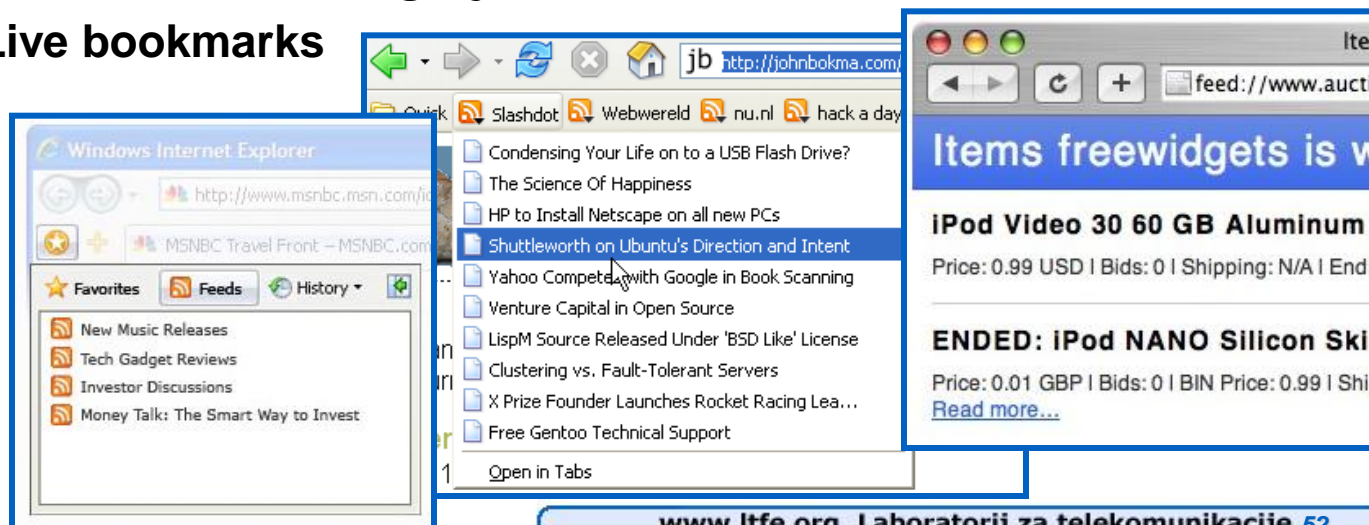 Live bookmarks
Windows Internet Explorer
http://www.msnbc.msn.com/
MSNBC Travel Front – MSNBC.com
Favorites Feeds History
New Music Releases
Tech Gadget Reviews
Investor Discussions
Money Talk: The Smart Way to Invest
jb http://johnbokma.com/
Quick Slashdot Webwereld nu.nl hack a day
Condensing Your Life on to a USB Flash Drive?
The Science Of Happiness
HP to Install Netscape on all new PCs
Shuttleworth on Ubuntu's Direction and Intent
Yahoo Competes with Google in Book Scanning
Venture Capital in Open Source
LispM Source Released Under 'BSD Like' License
Clustering vs. Fault-Tolerant Servers
X Prize Founder Launches Rocket Racing Lea...
Free Gentoo Technical Support
Open in Tabs
Ite
feed://www.aucti
Items freewidgets is w
iPod Video 30 60 GB Aluminum
Price: 0.99 USD | Bids: 0 | Shipping: N/A | End
ENDED: iPod NANO Silicon Ski
Price: 0.01 GBP | Bids: 0 | BIN Price: 0.99 | Shi
Read more...
www.ltfe.org Laboratorij za telekomunikacije 52